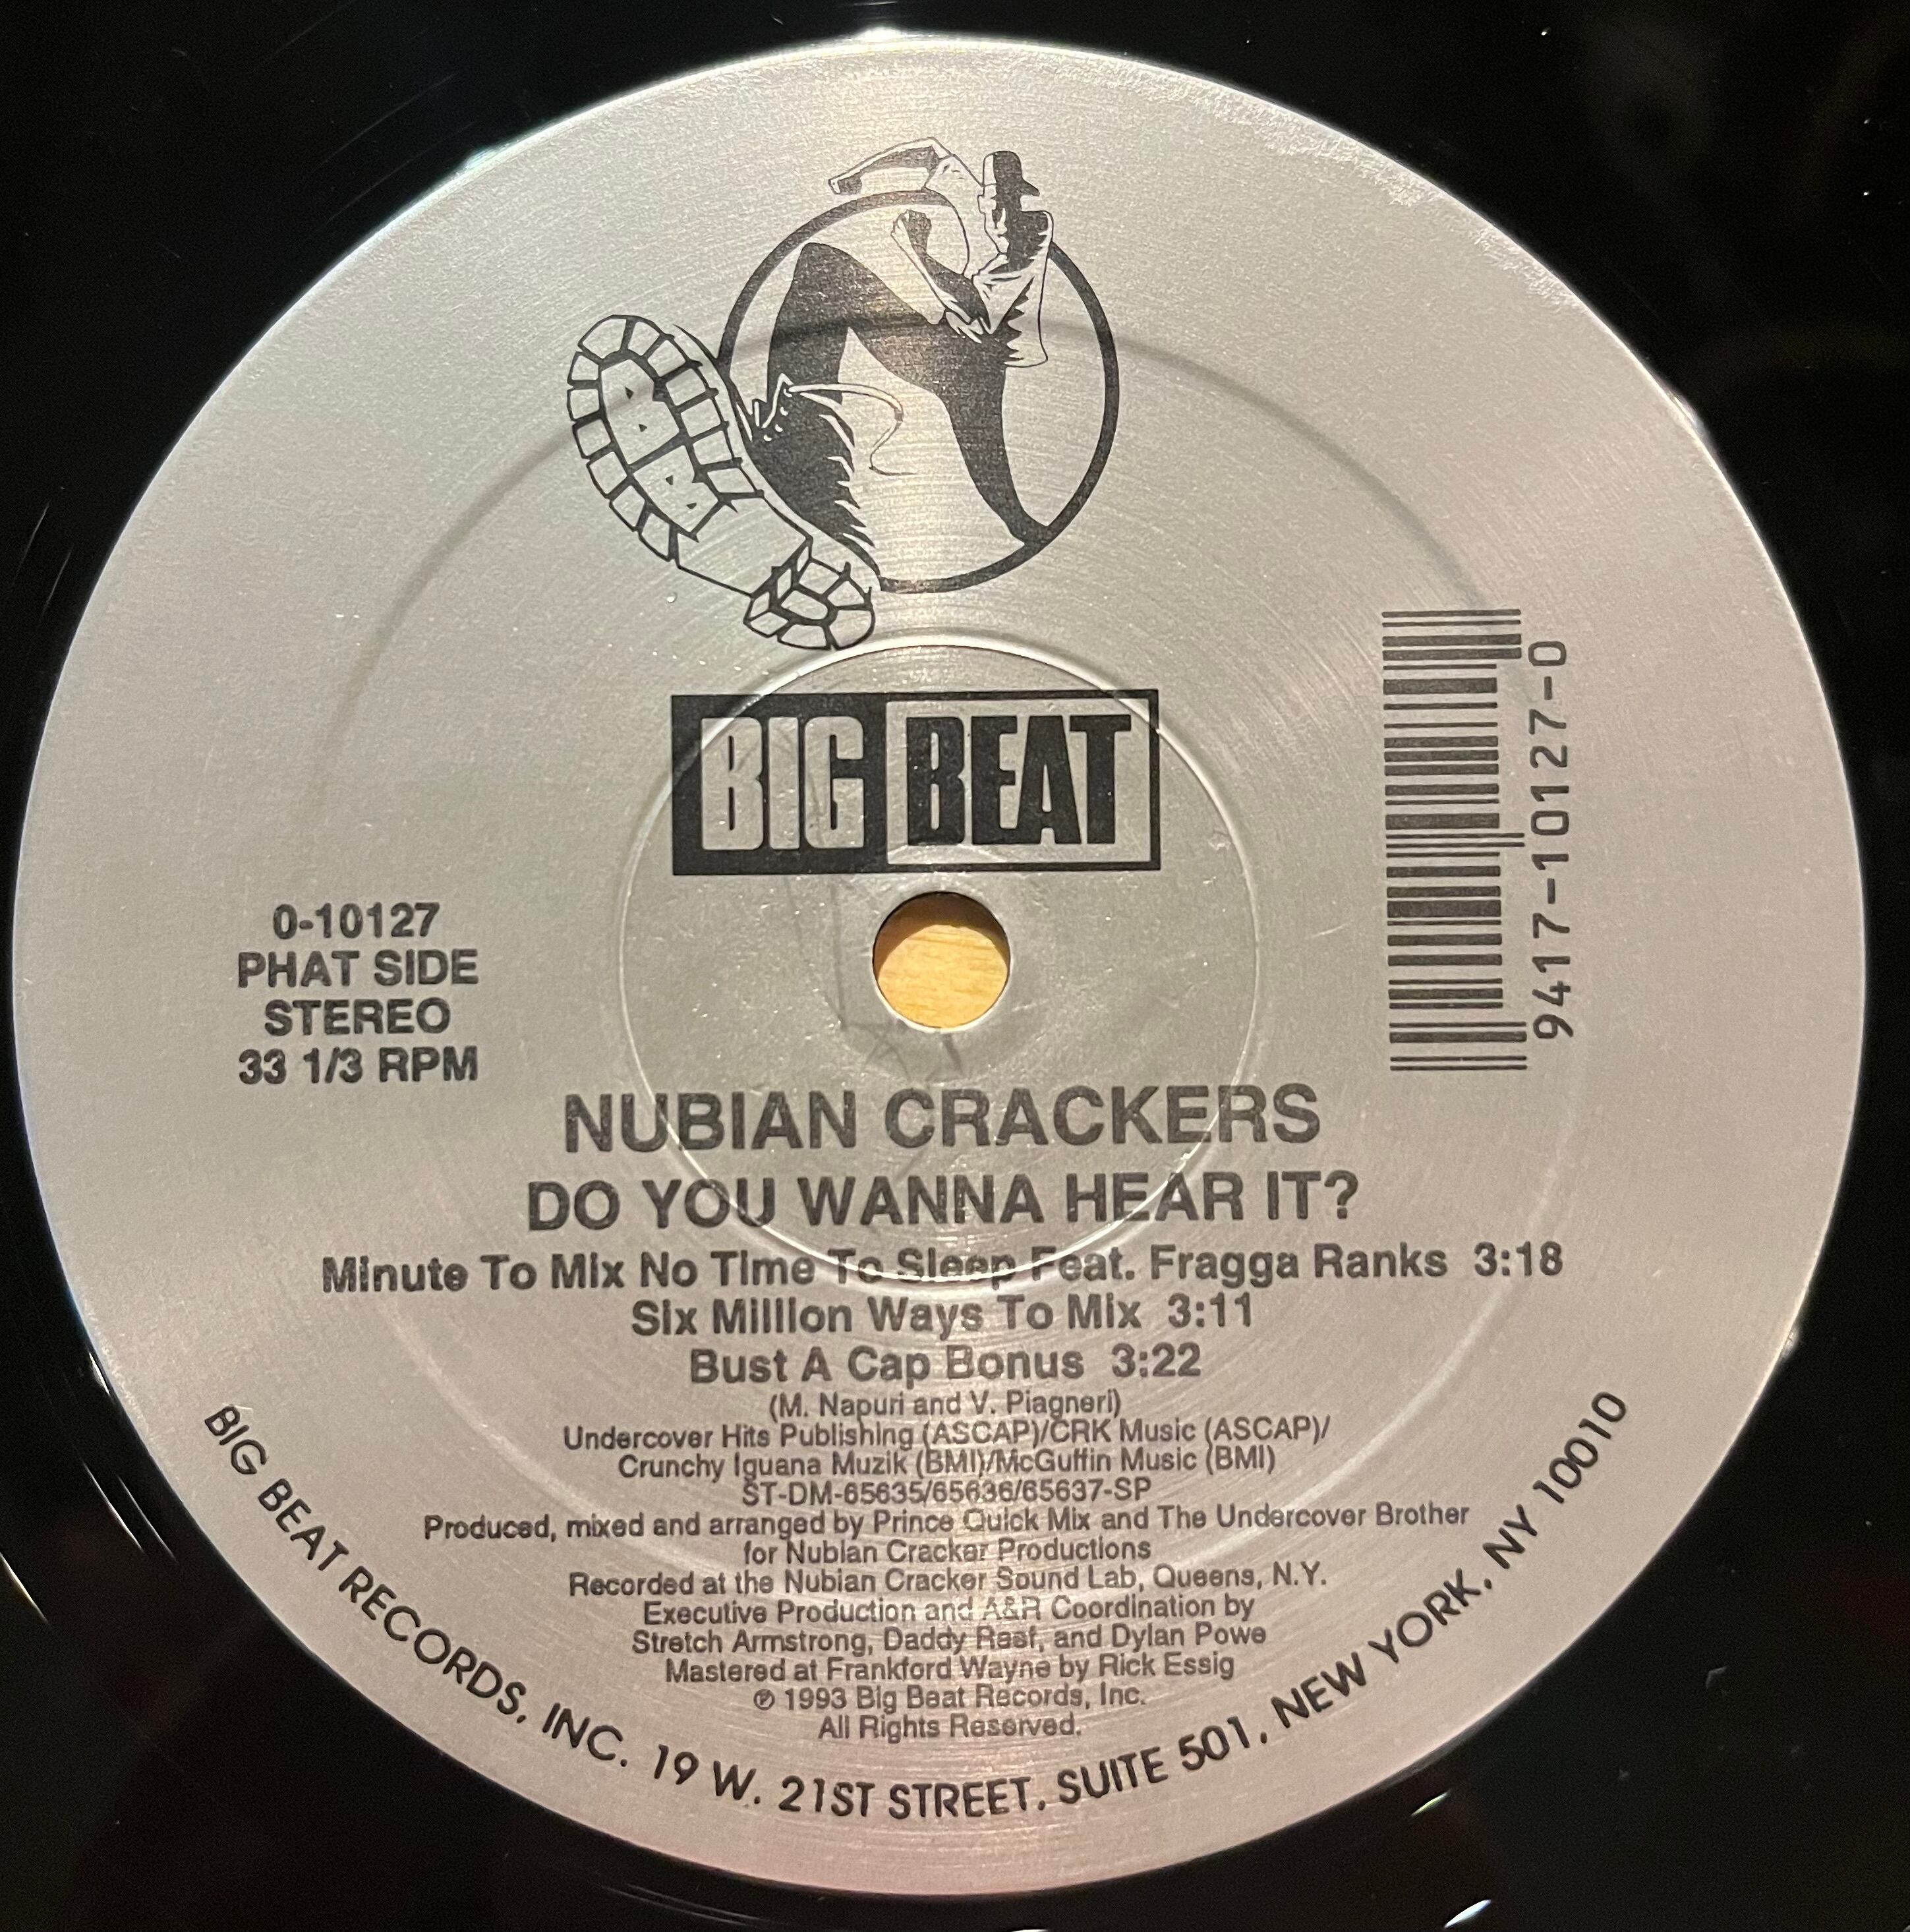 BB
BIG BEAT
0-10127
PHAT SIDE
STEREO
33 1/3 RPM
9417-10127-0
NUBIAN CRACKERS
DO YOU WANNA HEAR IT?
Minute To Mix No Time To Sleep Feat. Fragga Ranks 3:18
Six Million Ways To Mix 3:11
Bust A Cap Bonus 3:22
(M. Napuri and V. Piagneri)
Undercover Hits Publishing (ASCAP)/CRK Music (ASCAP)/
Crunchy Iguana Muzik (BMI)/McGuffin Music (BMI)
ST-DM-65635/65636/65637-SP
Produced, mixed and arranged by Prince Quick Mix and The Undercover Brother
for Nubian Cracker Productions
Recorded at the Nubian Cracker Sound Lab, Queens, N.Y.
Executive Production and A&R Coordination by
Stretch Armstrong, Daddy Reef, and Dylan Powe
Mastered at Frankford Wayne by Rick Essig
℗ 1993 Big Beat Records, Inc.
All Rights Reserved.
BIG BEAT RECORDS, INC. 19 W. 21ST STREET, SUITE 501, NEW YORK, NY 10010